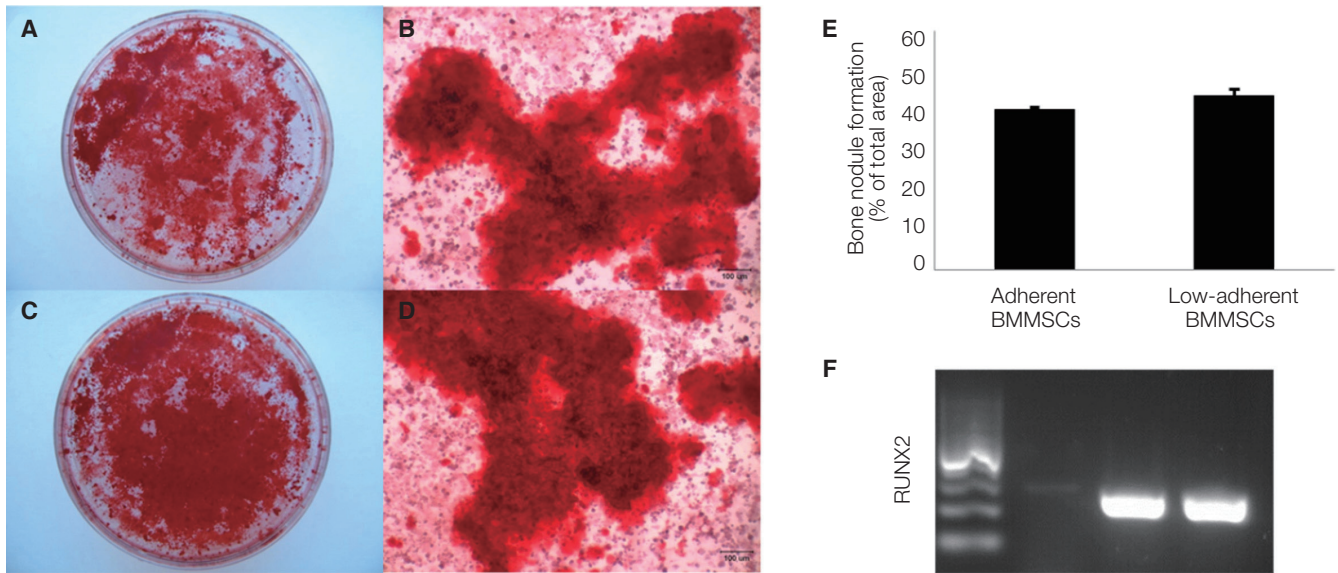 A
B
100 um
C
D
100 um
E
Bone nodule formation
(% of total area)
60
50
40
30
20
10
0
Adherent
BMMSCs
Low-adherent
BMMSCs
F
RUNX2